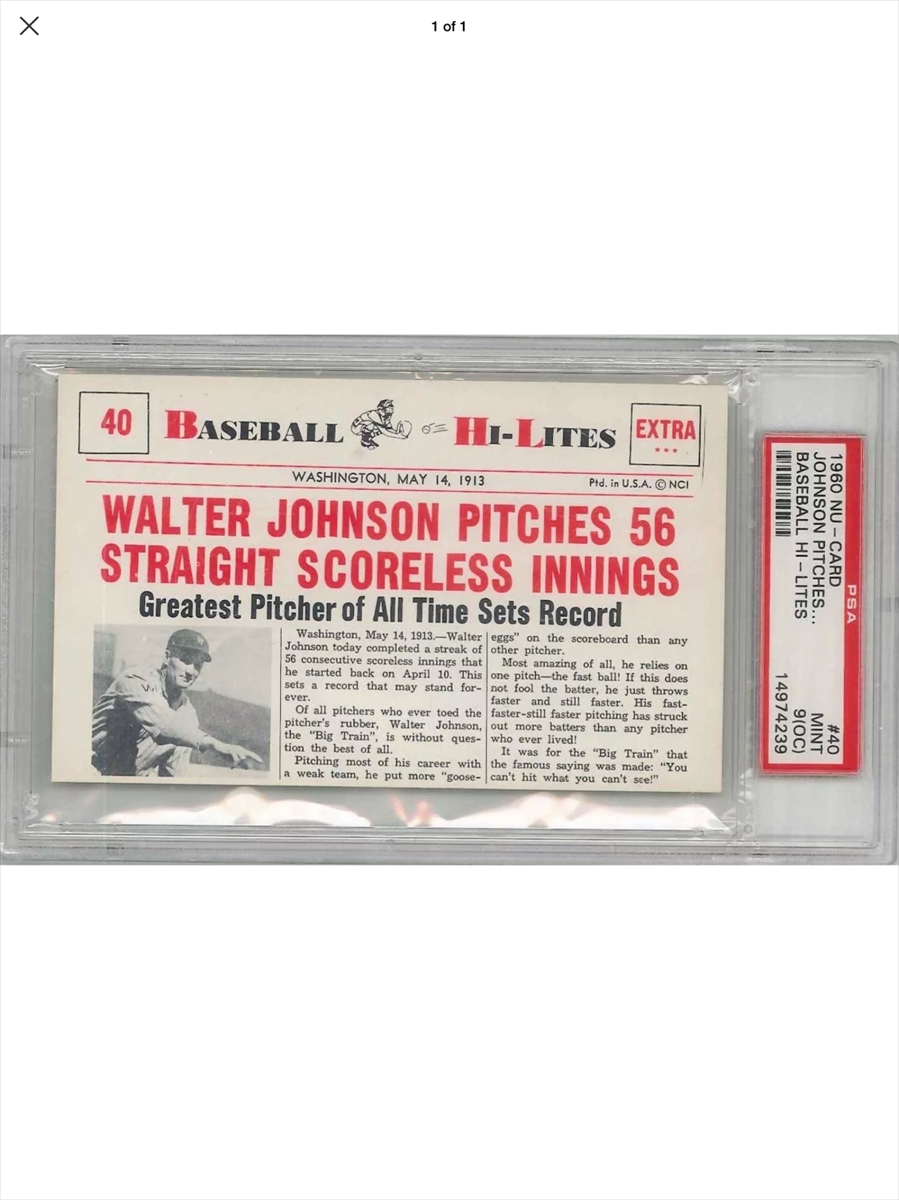 1 of 1
40
BASEBALL HI-LITES
EXTRA
WASHINGTON, MAY 14, 1913
Ptd. in U.S.A. © NCI
WALTER JOHNSON PITCHES 56
STRAIGHT SCORELESS INNINGS
Greatest Pitcher of All Time Sets Record
Washington, May 14, 1913.—Walter
Johnson today completed a streak of
56 consecutive scoreless innings that
he started back on April 10. This
sets a record that may stand for-
ever.
Of all pitchers who ever toed the
pitcher's rubber, Walter Johnson,
the "Big Train", is without ques-
tion the best of all.
Pitching most of his career with
a weak team, he put more "goose-
eggs" on the scoreboard than any
other pitcher.
Most amazing of all, he relies on
one pitch—the fast ball! If this does
not fool the batter, he just throws
faster and still faster. His fast-
faster-still faster pitching has struck
out more batters than any pitcher
who ever lived!
It was for the "Big Train" that
the famous saying was made: "You
can't hit what you can't see!"
PSA
1960 NU-CARD #40
JOHNSON PITCHES... MINT
BASEBALL HI-LITES 9(OC)
14974239